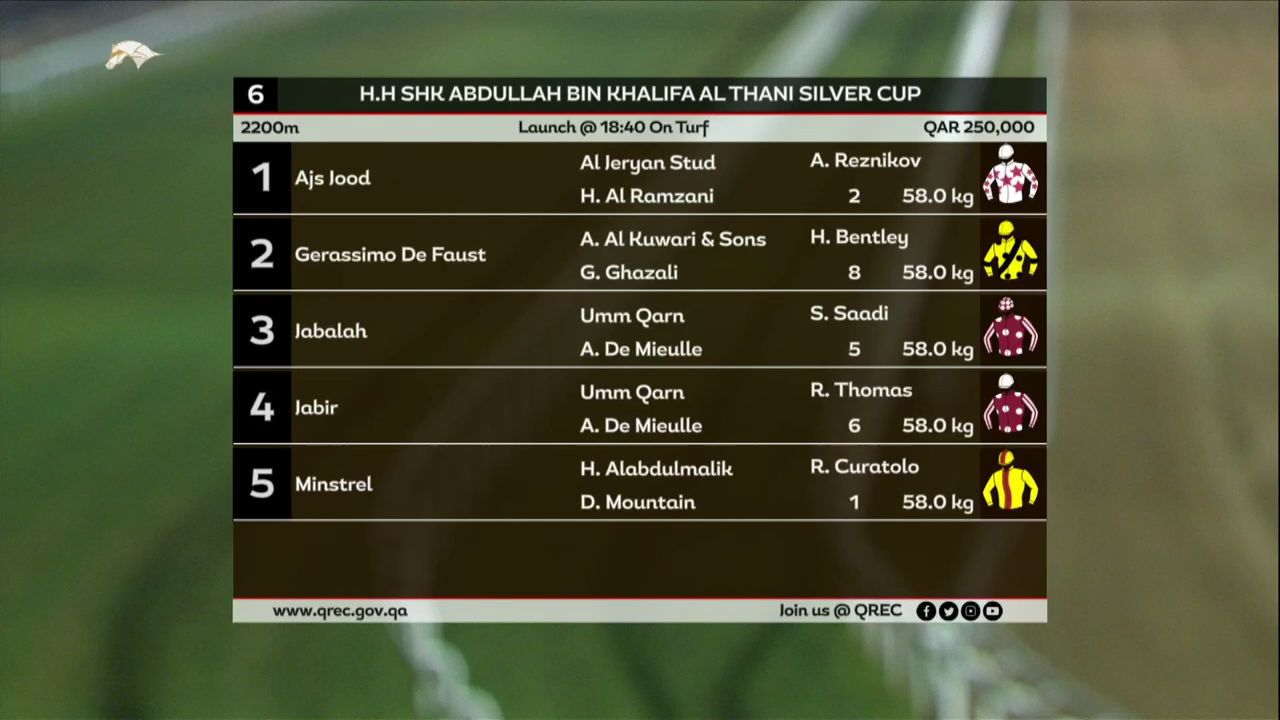 6 H.H SHK ABDULLAH BIN KHALIFA AL THANI SILVER CUP
2200m Launch @ 18:40 On Turf QAR 250,000
1 Ajs Jood Al Jeryan Stud A. Reznikov
H. Al Ramzani 2 58.0 kg
2 Gerassimo De Faust A. Al Kuwari & Sons H. Bentley
G. Ghazali 8 58.0 kg
3 Jabalah Umm Qarn S. Saadi
A. De Mieulle 5 58.0 kg
4 Jabir Umm Qarn R. Thomas
A. De Mieulle 6 58.0 kg
5 Minstrel H. Alabdulmalik R. Curatolo
D. Mountain 1 58.0 kg
www.qrec.gov.qa Join us @ QREC